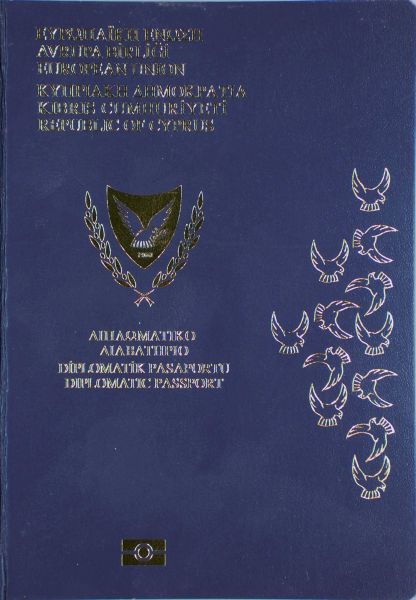 ΕΥΡΩΠΑΪΚΗ ΕΝΩΣΗ
AVRUPA BİRLİĞİ
EUROPEAN UNION
ΚΥΠΡΙΑΚΗ ΔΗΜΟΚΡΑΤΙΑ
KIBRIS CUMHURİYETİ
REPUBLIC OF CYPRUS
1960
ΔΙΠΛΩΜΑΤΙΚΟ
ΔΙΑΒΑΤΗΡΙΟ
DİPLOMATİK PASAPORTU
DIPLOMATIC PASSPORT